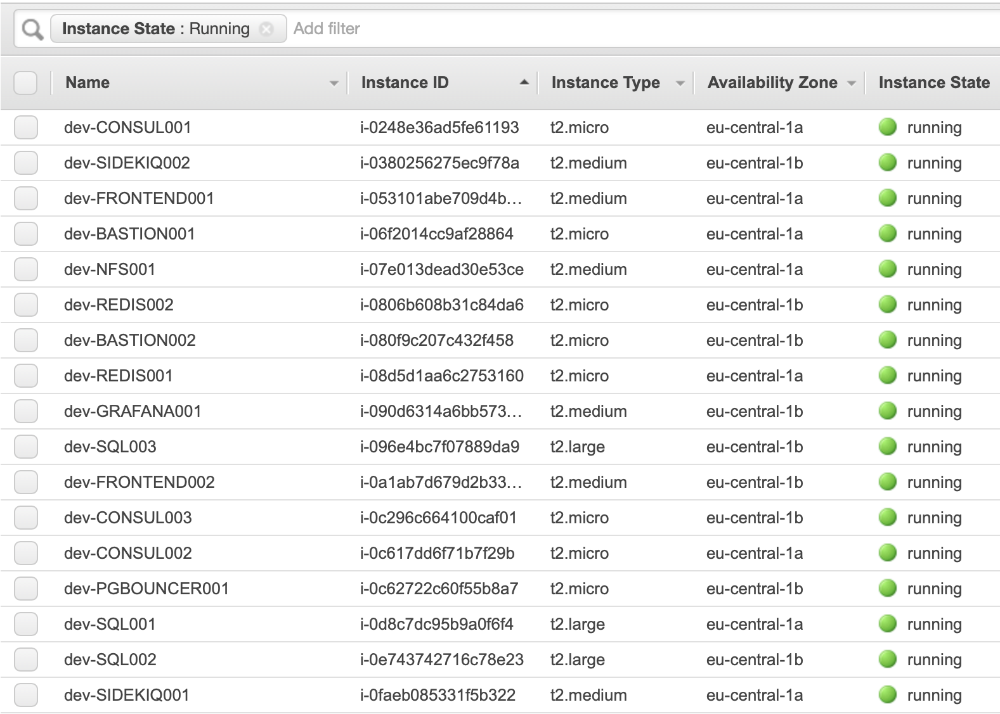 Instance State : Running Add filter
Name Instance ID Instance Type Availability Zone Instance State
dev-CONSUL001 i-0248e36ad5fe61193 t2.micro eu-central-1a running
dev-SIDEKIQ002 i-0380256275ec9f78a t2.medium eu-central-1b running
dev-FRONTEND001 i-053101abe709d4b... t2.medium eu-central-1a running
dev-BASTION001 i-06f2014cc9af28864 t2.micro eu-central-1a running
dev-NFS001 i-07e013dead30e53ce t2.medium eu-central-1a running
dev-REDIS002 i-0806b608b31c84da6 t2.micro eu-central-1b running
dev-BASTION002 i-080f9c207c432f458 t2.micro eu-central-1b running
dev-REDIS001 i-08d5d1aa6c2753160 t2.micro eu-central-1a running
dev-GRAFANA001 i-090d6314a6bb573... t2.medium eu-central-1b running
dev-SQL003 i-096e4bc7f07889da9 t2.large eu-central-1b running
dev-FRONTEND002 i-0a1ab7d679d2b33... t2.medium eu-central-1b running
dev-CONSUL003 i-0c296c664100caf01 t2.micro eu-central-1b running
dev-CONSUL002 i-0c617dd6f71b7f29b t2.micro eu-central-1a running
dev-PGBOUNCER001 i-0c62722c60f55b8a7 t2.micro eu-central-1b running
dev-SQL001 i-0d8c7dc95b9a0f6f4 t2.large eu-central-1a running
dev-SQL002 i-0e743742716c78e23 t2.large eu-central-1b running
dev-SIDEKIQ001 i-0faeb085331f5b322 t2.medium eu-central-1a running